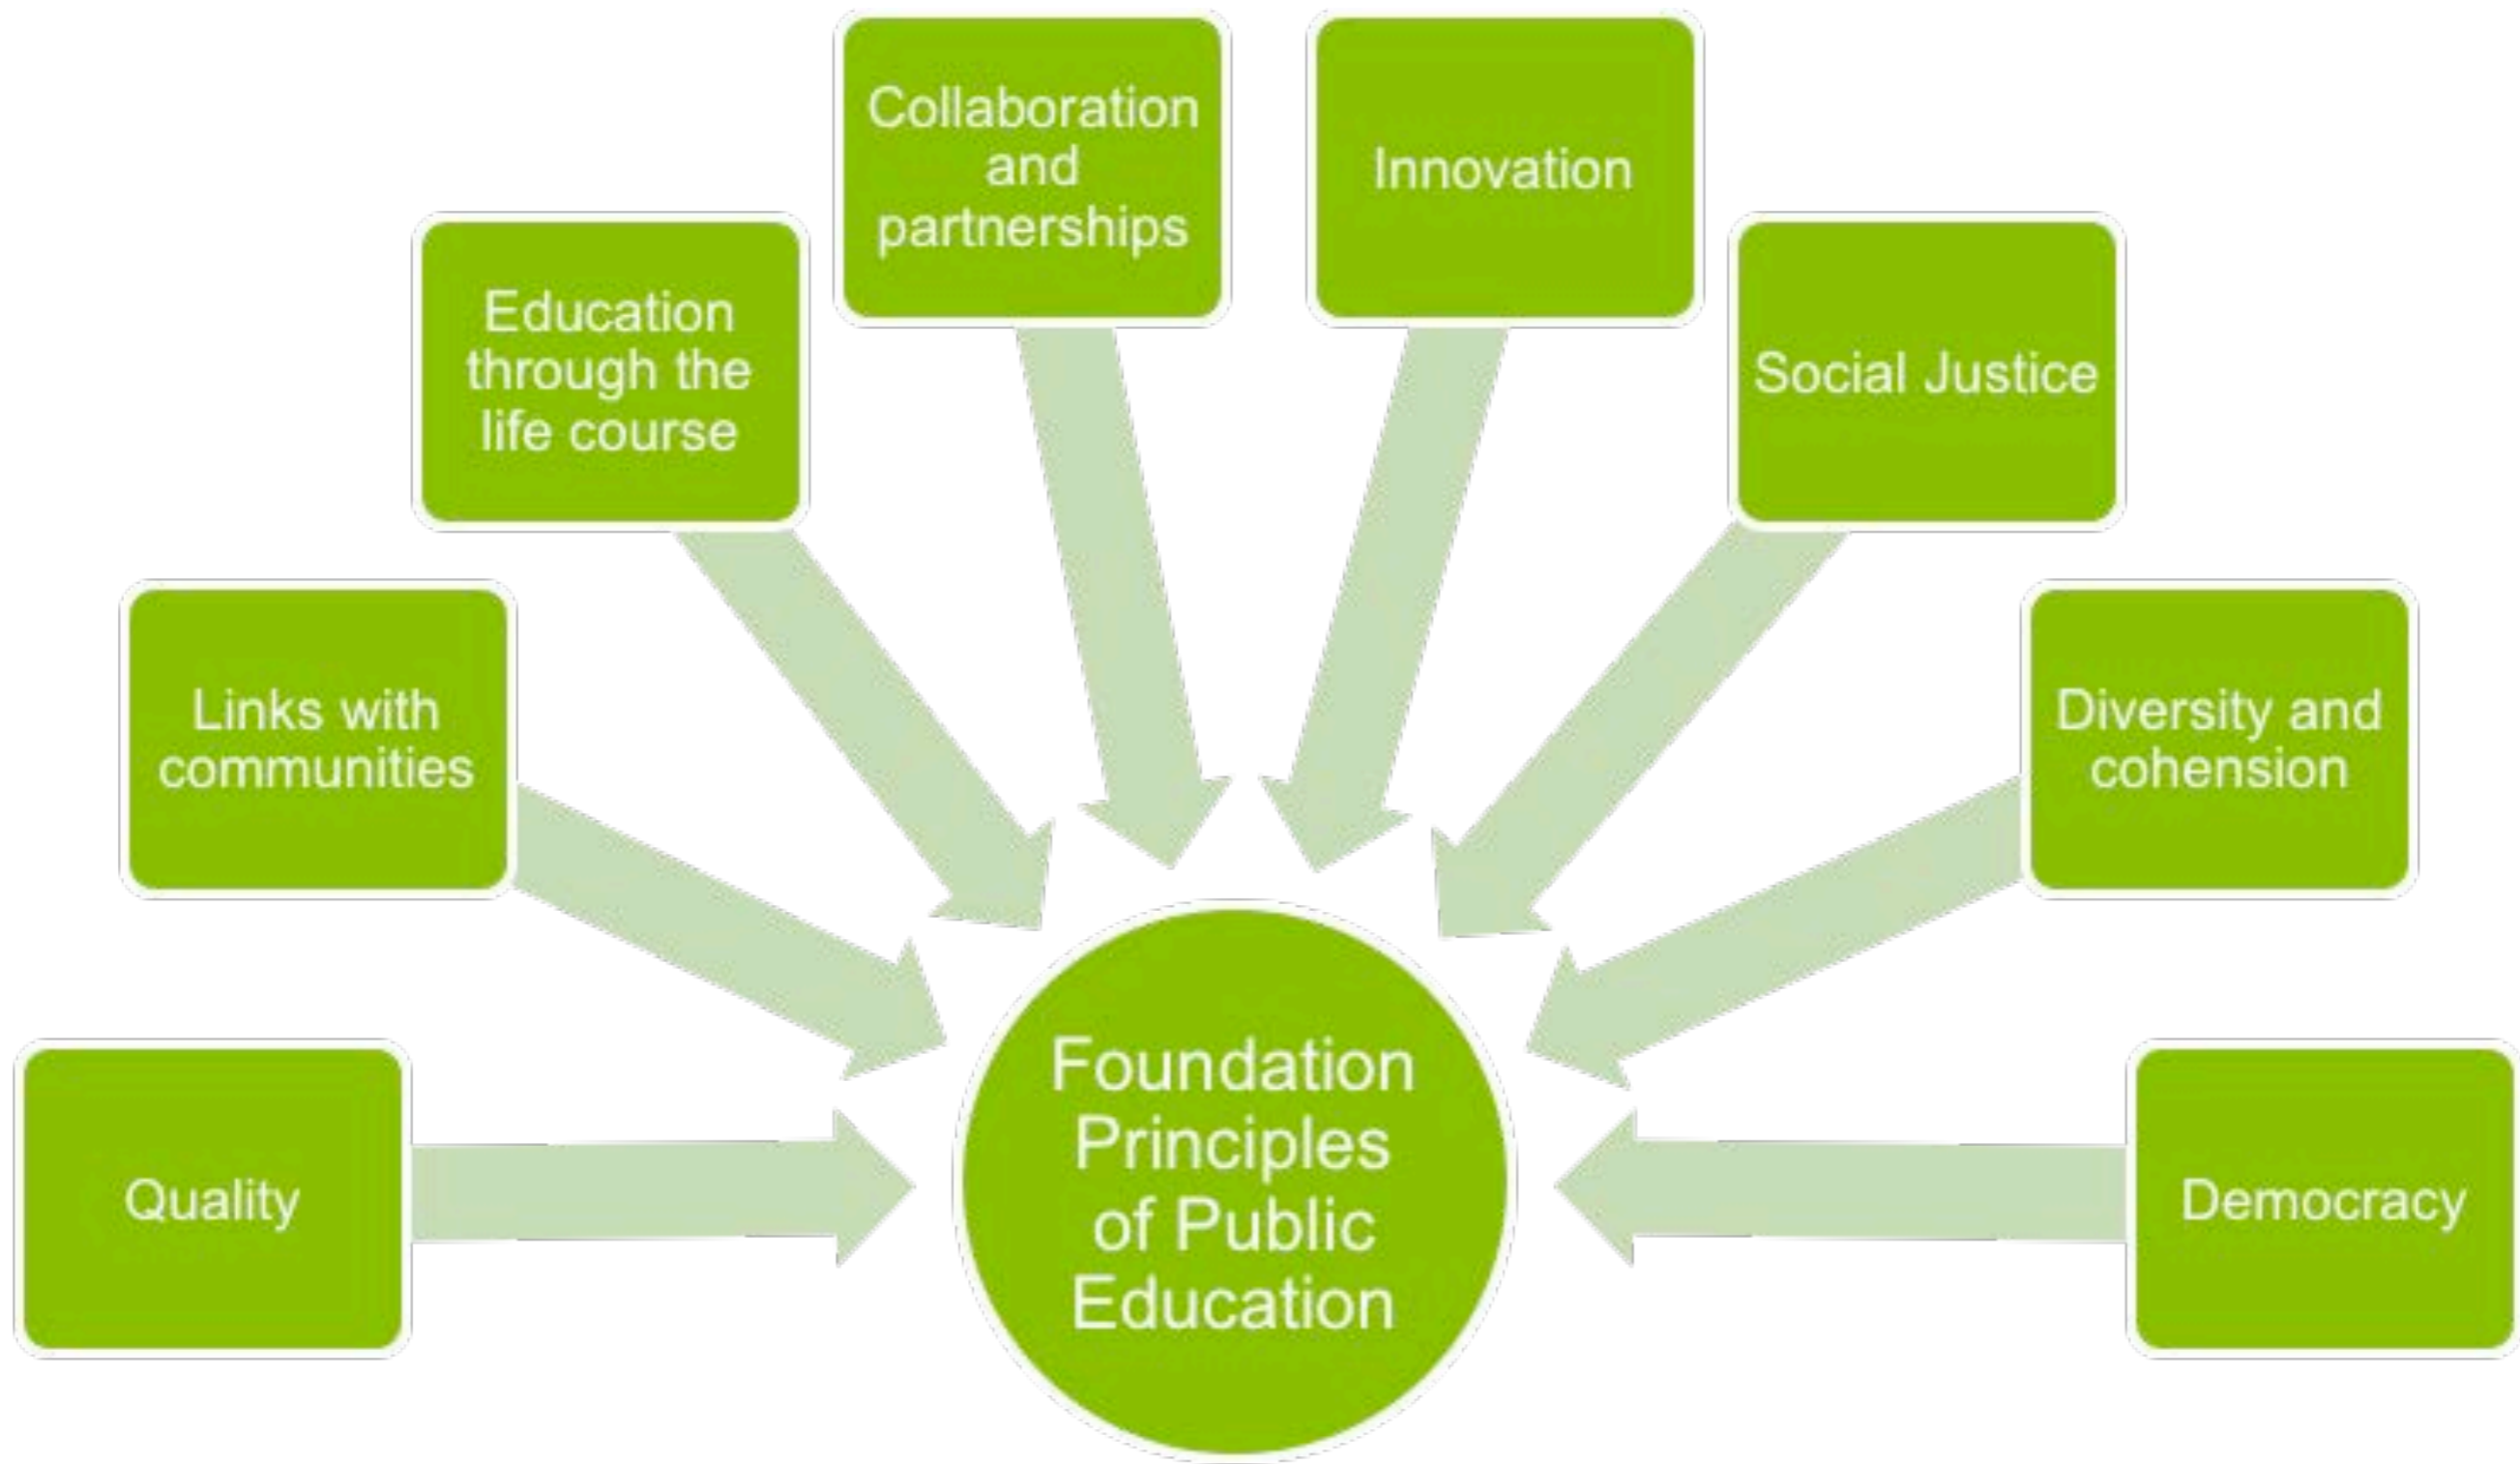 Collaboration
and
partnerships
Innovation
Education
through the
life course
Social Justice
Links with
communities
Diversity and
cohension
Quality
Foundation
Principles
of Public
Education
Democracy